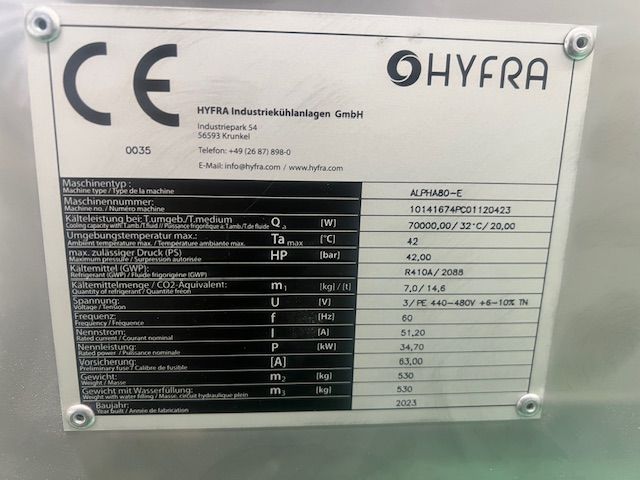 CE
HYFRA
0035
HYFRA Industriekühlanlagen GmbH
Industriepark 54
56593 Krunkel
Telefon: +49 (26 87) 898-0
E-Mail: info@hyfra.com / www.hyfra.com
Maschinentyp:
Machine type / Type de la machine
ALPHA80-E
Maschinennummer:
Machine no. / Numéro machine
10141674PC01120423
Kälteleistung bei: T.umgeb./T.medium Q a [W] 70000,00/32°C/20,00
Cooling capacity with: T.amb./T.fluid // Puissance frigorifique a: T.amb./T.de fluide
Umgebungstemperatur max.: Ta max [°C] 42
Ambient temperature max. / Température ambiante max.
max. zulässiger Druck (PS) HP [bar] 42,00
Maximum pressure / Surpression maximale
Kältemittel (GWP): R410A/2088
Refrigerant (GWP) / Fluide frigorigène (GWP)
Kältemittelmenge / CO2-Äquivalent: m1 [kg] / [t] 7,0/14,6
Quantity of refrigerant / Quantité fréon
Spannung: U [V] 3/PE 440-480V +6-10% TN
Voltage / Tension
Frequenz: f [Hz] 60
Frequency / Fréquence
Nennstrom: I [A] 51,20
Rated current / Courant nominal
Nennleistung: P [kW] 34,70
Rated power / Puissance nominale
Vorsicherung: [A] 63,00
Preliminary fuse / Calibre de fusible
Gewicht: m2 [kg] 530
Weight / Masse
Gewicht mit Wasserfüllung: m3 [kg] 530
Weight with water filling / Masse, circuit hydraulique plein
Baujahr: 2023
Year built / Année de fabrication